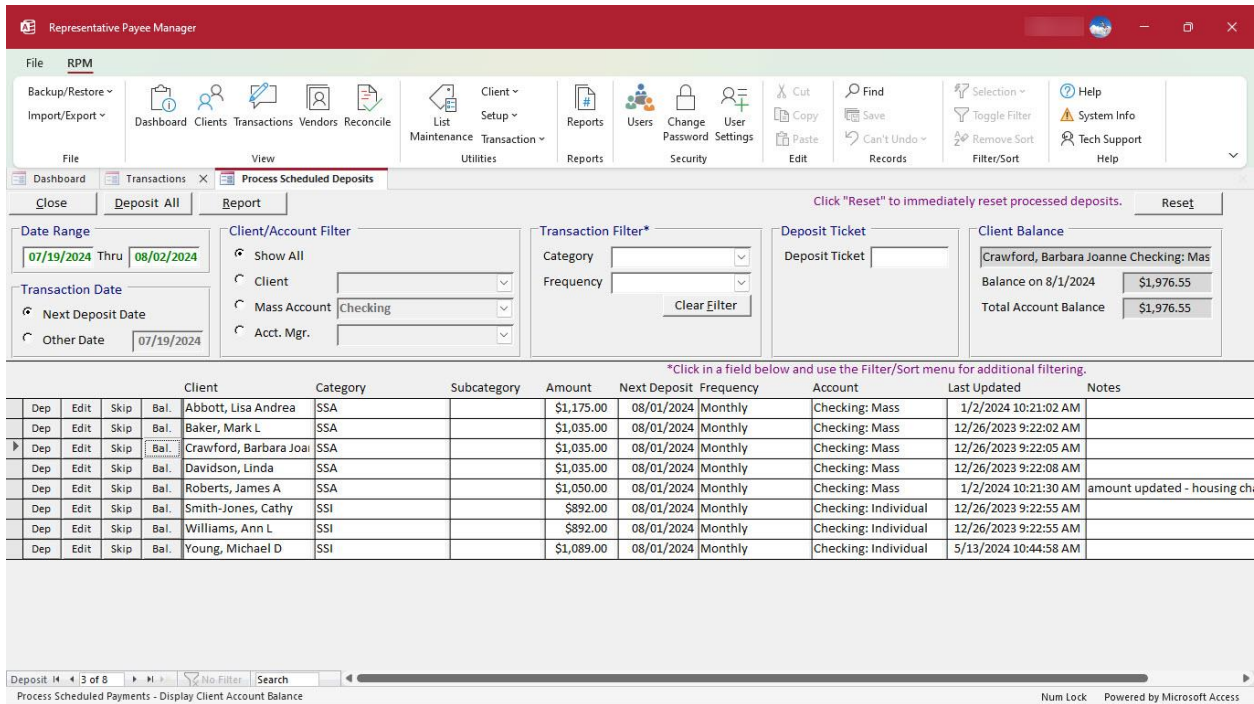 Representative Payee Manager
File RPM
Backup/Restore
Import/Export
Dashboard Clients Transactions Vendors Reconcile
List Maintenance
Client
Setup
Transaction
Reports
Users
Change Password
User Settings
Cut
Copy
Paste
Find
Save
Can't Undo
Selection
Toggle Filter
Remove Sort
Help
System Info
Tech Support
File View Utilities Reports Security Edit Records Filter/Sort Help
Dashboard Transactions X Process Scheduled Deposits
Close Deposit All Report Click "Reset" to immediately reset processed deposits. Reset
Date Range
07/19/2024 Thru 08/02/2024
Transaction Date
Next Deposit Date
Other Date 07/19/2024
Client/Account Filter
Show All
Client
Mass Account Checking
Acct. Mgr.
Transaction Filter*
Category
Frequency
Clear Filter
Deposit Ticket
Deposit Ticket
Client Balance
Crawford, Barbara Joanne Checking: Mas
Balance on 8/1/2024 $1,976.55
Total Account Balance $1,976.55
*Click in a field below and use the Filter/Sort menu for additional filtering.
Client Category Subcategory Amount Next Deposit Frequency Account Last Updated Notes
Dep Edit Skip Bal. Abbott, Lisa Andrea SSA $1,175.00 08/01/2024 Monthly Checking: Mass 1/2/2024 10:21:02 AM
Dep Edit Skip Bal. Baker, Mark L SSA $1,035.00 08/01/2024 Monthly Checking: Mass 12/26/2023 9:22:02 AM
Dep Edit Skip Bal. Crawford, Barbara Joa SSA $1,035.00 08/01/2024 Monthly Checking: Mass 12/26/2023 9:22:05 AM
Dep Edit Skip Bal. Davidson, Linda SSA $1,035.00 08/01/2024 Monthly Checking: Mass 12/26/2023 9:22:08 AM
Dep Edit Skip Bal. Roberts, James A SSA $1,050.00 08/01/2024 Monthly Checking: Mass 1/2/2024 10:21:30 AM amount updated - housing cha
Dep Edit Skip Bal. Smith-Jones, Cathy SSI $892.00 08/01/2024 Monthly Checking: Individual 12/26/2023 9:22:55 AM
Dep Edit Skip Bal. Williams, Ann L SSI $892.00 08/01/2024 Monthly Checking: Individual 12/26/2023 9:22:55 AM
Dep Edit Skip Bal. Young, Michael D SSI $1,089.00 08/01/2024 Monthly Checking: Individual 5/13/2024 10:44:58 AM
Deposit 3 of 8 No Filter Search
Process Scheduled Payments - Display Client Account Balance Num Lock Powered by Microsoft Access